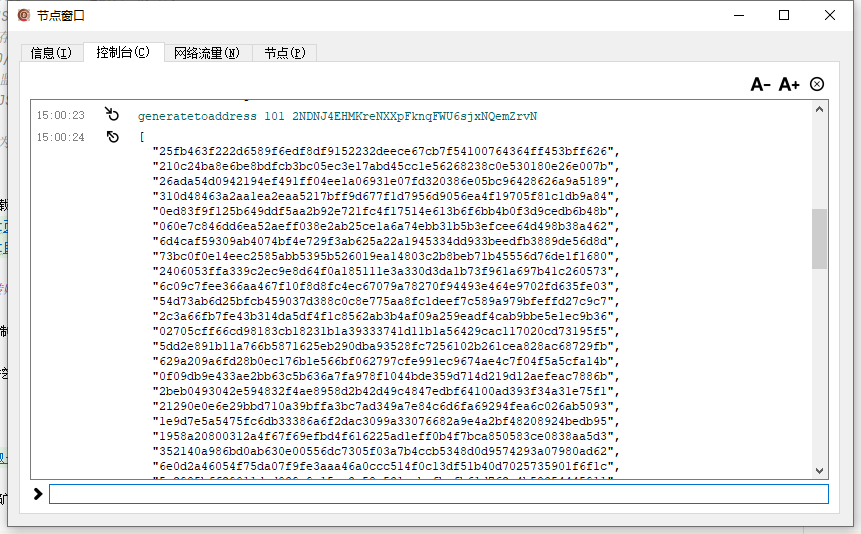 节点窗口
信息(I)
控制台(C)
网络流量(N)
节点(P)
A- A+
15:00:23
generatetoaddress 101 2NDNJ4EHMKreNXXpFknqFWU6sjxNQemZrvN
15:00:24
[
"25fb463f222d6589f6edf8df9152232deece67cb7f54100764364ff453bff626",
"210c24ba8e6be8bdfcb3bc05ec3e17abd45cc1e56268238c0e530180e26e007b",
"26ada54d0942194ef491ff04ee1a06931e07fd320386e05bc96428626a9a5189",
"310d48463a2aa1ea2eaa5217bff9d677f1d7956d9056ea4f19705f81c1db9a84",
"0ed83f9f125b649ddf5aa2b92e721fc4f17514e613b6f6bb4b0f3d9cedb6b48b",
"060e7c846dd6ea52aeff038e2ab25ce1a6a74ebb31b5b3efcee64d498b38a462",
"6d4caf59309ab4074bf4e729f3ab625a22a1945334dd933beedfb3889de56d8d",
"73bc0f0e14eec2585abb5395b526019ea14803c2b8beb71b45556d76de1f1680",
"2406053ffa339c2ec9e8d64f0a185111e3a330d3da1b73f961a697b41c260573",
"6c09c7fee366aa467f10f8d8fc4ec67079a78270f94493e464e9702fd635fe03",
"54d73ab6d25bfcb459037d388c0c8e775aa8fc1deef7c589a979bfeffd27c9c7",
"2c3a66fb7fe43b314da5df4f1c8562ab3b4af09a259eadf4cab9bbe5e1ec9b36",
"02705cff66cd98183cb18231b1a39333741d11b1a56429cac117020cd73195f5",
"5dd2e891b11a766b5871625eb290dba93528fc7256102b261cea828ac68729fb",
"629a209a6fd28b0ec176b1e566bf062797cfe991ec9674ae4c7f04f5a5cfa14b",
"0f09db9e433ae2bb63c5b636a7fa978f1044bde359d714d219d12aefeac7886b",
"2beb0493042e594832f4ae8958d2b42d49c4847edbf64100ad393f34a31e75f1",
"21290e0e6e29bbd710a39bffa3bc7ad349a7e84c6d6fa69294fea6c026ab5093",
"1e9d7e5a5475fc6db33386a6f2dac3099a33076682a9e4a2bf48208924bedb95",
"1958a20800312a4f67f69efbd4f616225ad1eff0b4f7bca850583ce0838aa5d3",
"352140a986bd0ab630e00556dc7305f03a7b4ccb5348d0d9574293a07980ad62",
"6e0d2a46054f75da07f9fe3aaa46a0ccc514f0c13df51b40d7025735901f6f1c",